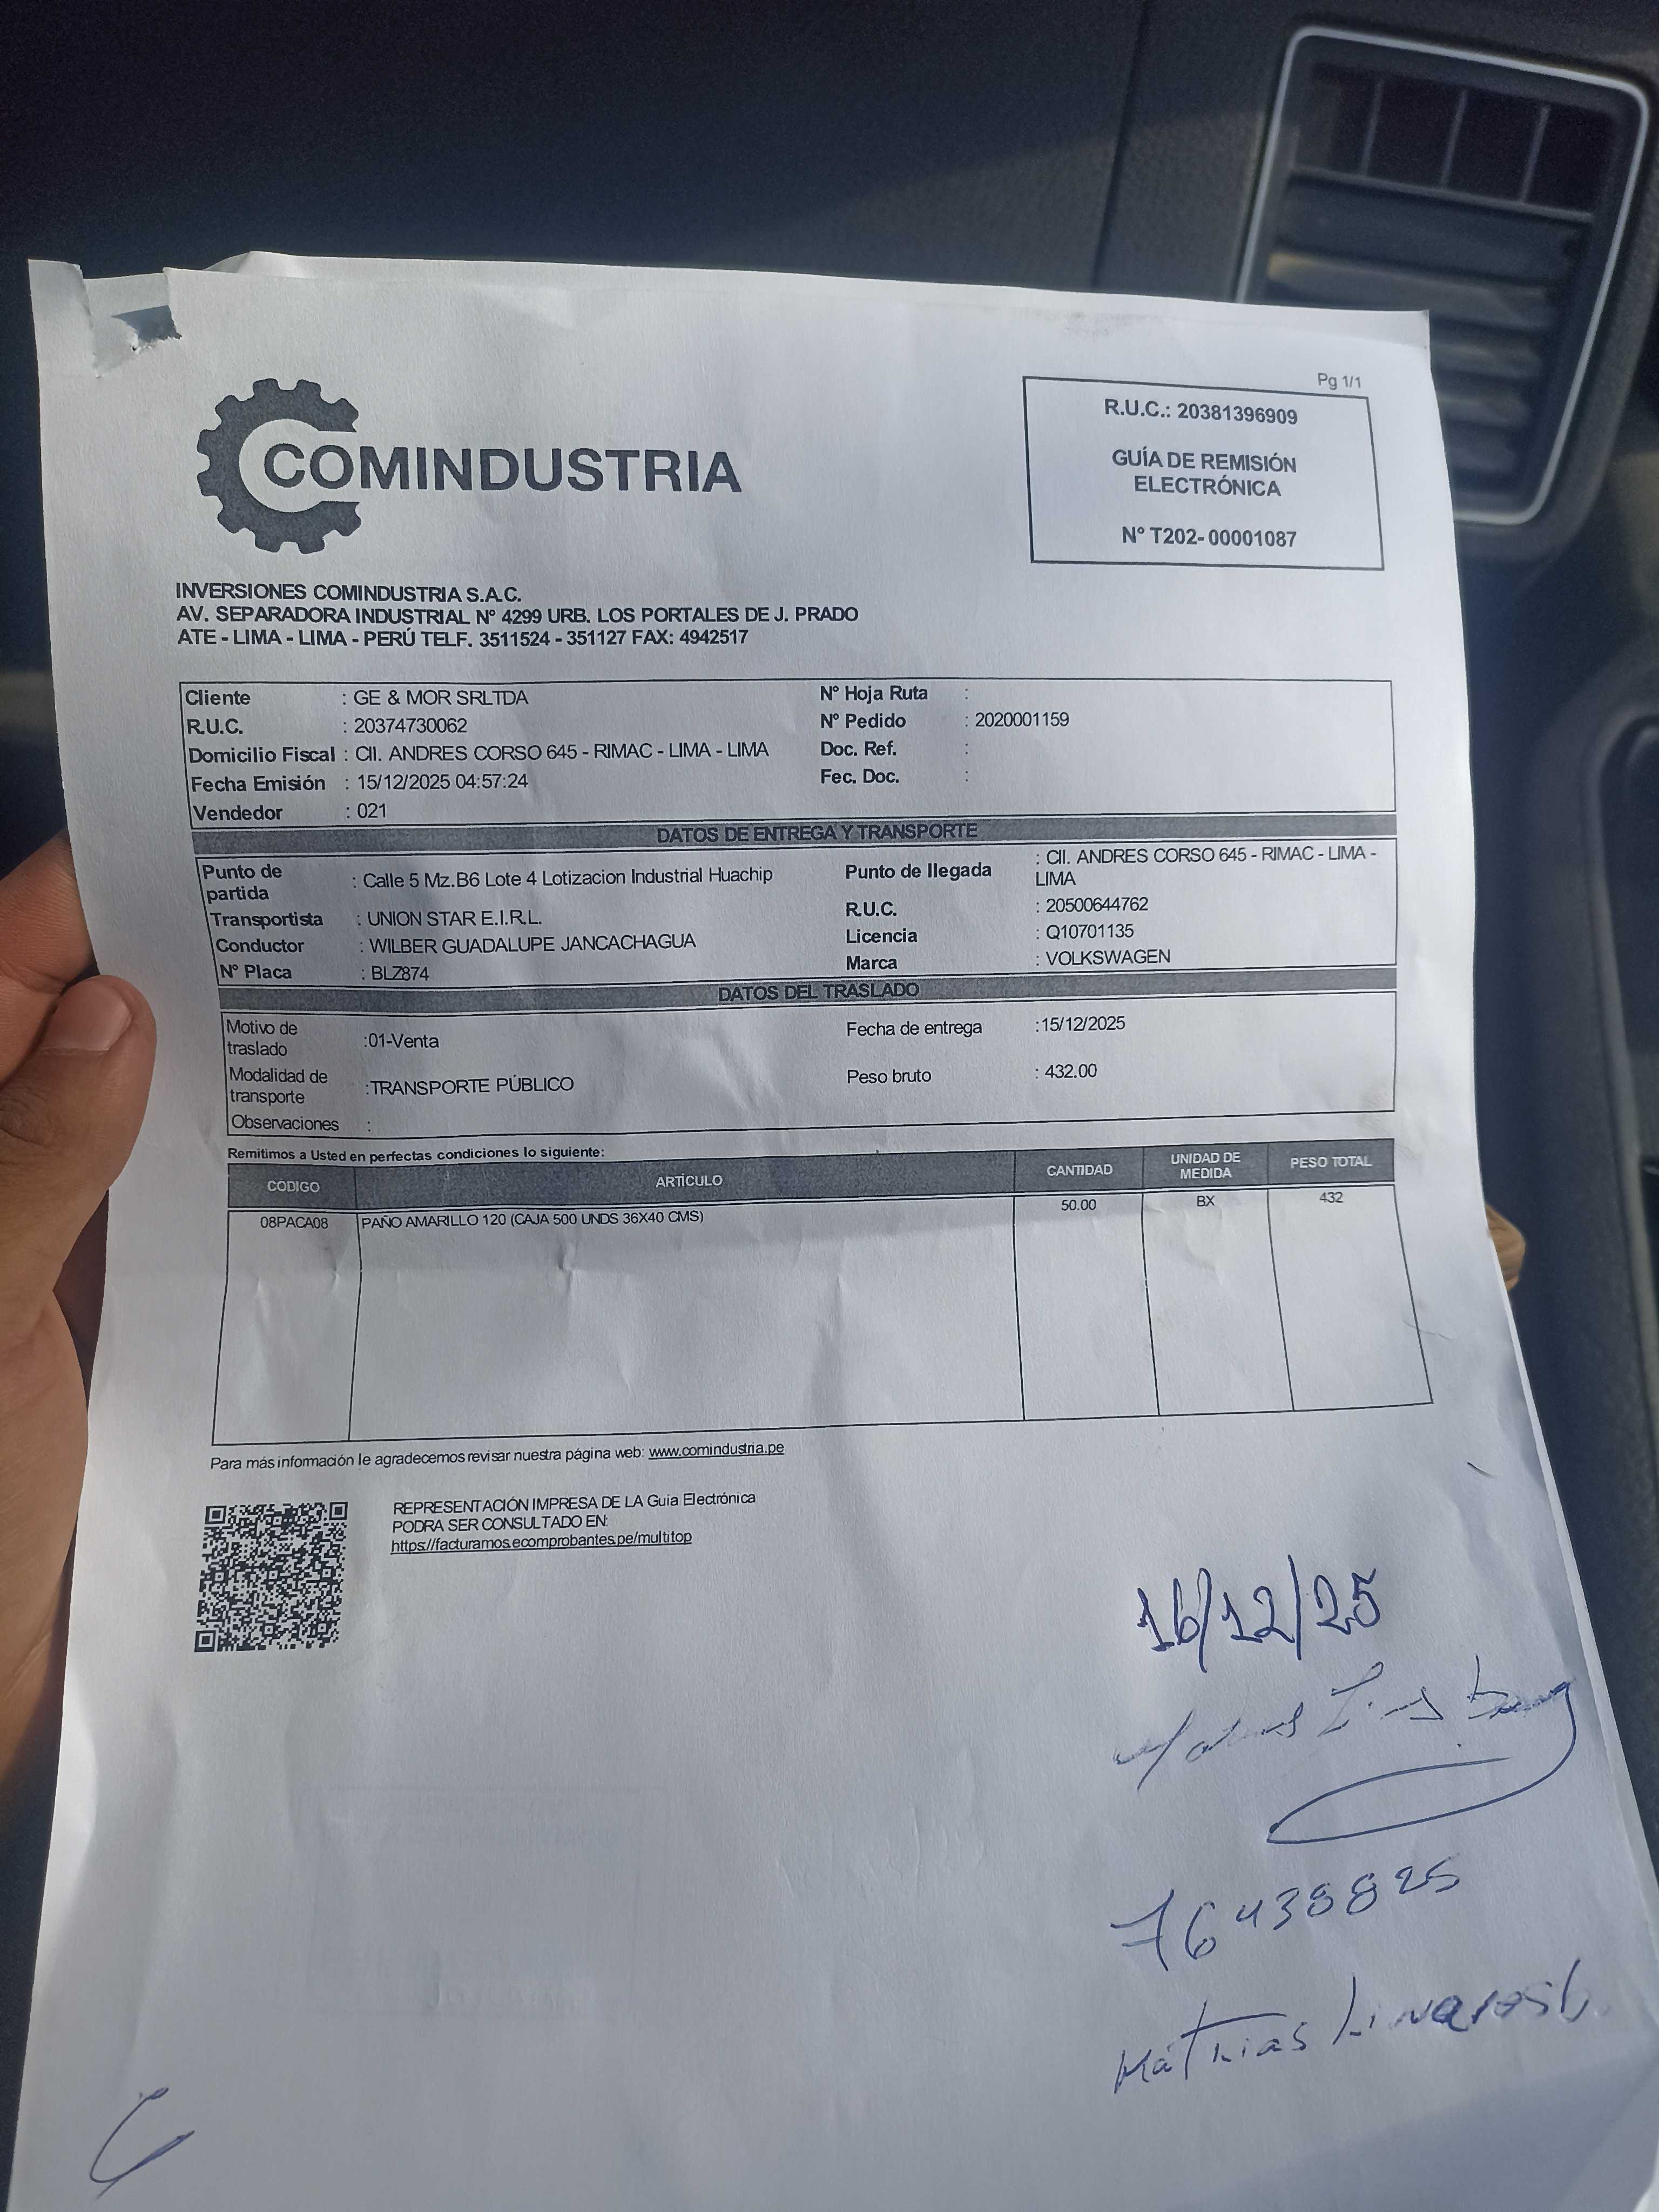 Pg 1/1
COMINDUSTRIA
R.U.C.: 20381396909
GUÍA DE REMISIÓN
ELECTRÓNICA
N° T202- 00001087
INVERSIONES COMINDUSTRIA S.A.C.
AV. SEPARADORA INDUSTRIAL N° 4299 URB. LOS PORTALES DE J. PRADO
ATE - LIMA - LIMA - PERÚ TELF. 3511524 - 351127 FAX: 4942517
Cliente : GE & MOR SRLTDA N° Hoja Ruta :
R.U.C. : 20374730062 N° Pedido : 2020001159
Domicilio Fiscal : Cll. ANDRES CORSO 645 - RIMAC - LIMA - LIMA Doc. Ref. :
Fecha Emisión : 15/12/2025 04:57:24 Fec. Doc. :
Vendedor : 021
DATOS DE ENTREGA Y TRANSPORTE
Punto de partida : Calle 5 Mz.B6 Lote 4 Lotizacion Industrial Huachip Punto de llegada : Cll. ANDRES CORSO 645 - RIMAC - LIMA - LIMA
Transportista : UNION STAR E.I.R.L. R.U.C. : 20500644762
Conductor : WILBER GUADALUPE JANCACHAGUA Licencia : Q10701135
N° Placa : BLZ874 Marca : VOLKSWAGEN
DATOS DEL TRASLADO
Motivo de traslado :01-Venta Fecha de entrega :15/12/2025
Modalidad de transporte :TRANSPORTE PÚBLICO Peso bruto : 432.00
Observaciones :
Remitimos a Usted en perfectas condiciones lo siguiente:
CÓDIGO ARTÍCULO CANTIDAD UNIDAD DE MEDIDA PESO TOTAL
08PACA08 PAÑO AMARILLO 120 (CAJA 500 UNDS 36X40 CMS) 50.00 BX 432
Para más información le agradecemos revisar nuestra página web: www.comindustria.pe
REPRESENTACIÓN IMPRESA DE LA Guía Electrónica
PODRA SER CONSULTADO EN:
https://facturamos.ecomprobantes.pe/multitop
16/12/25
76438825
Mathias Linares